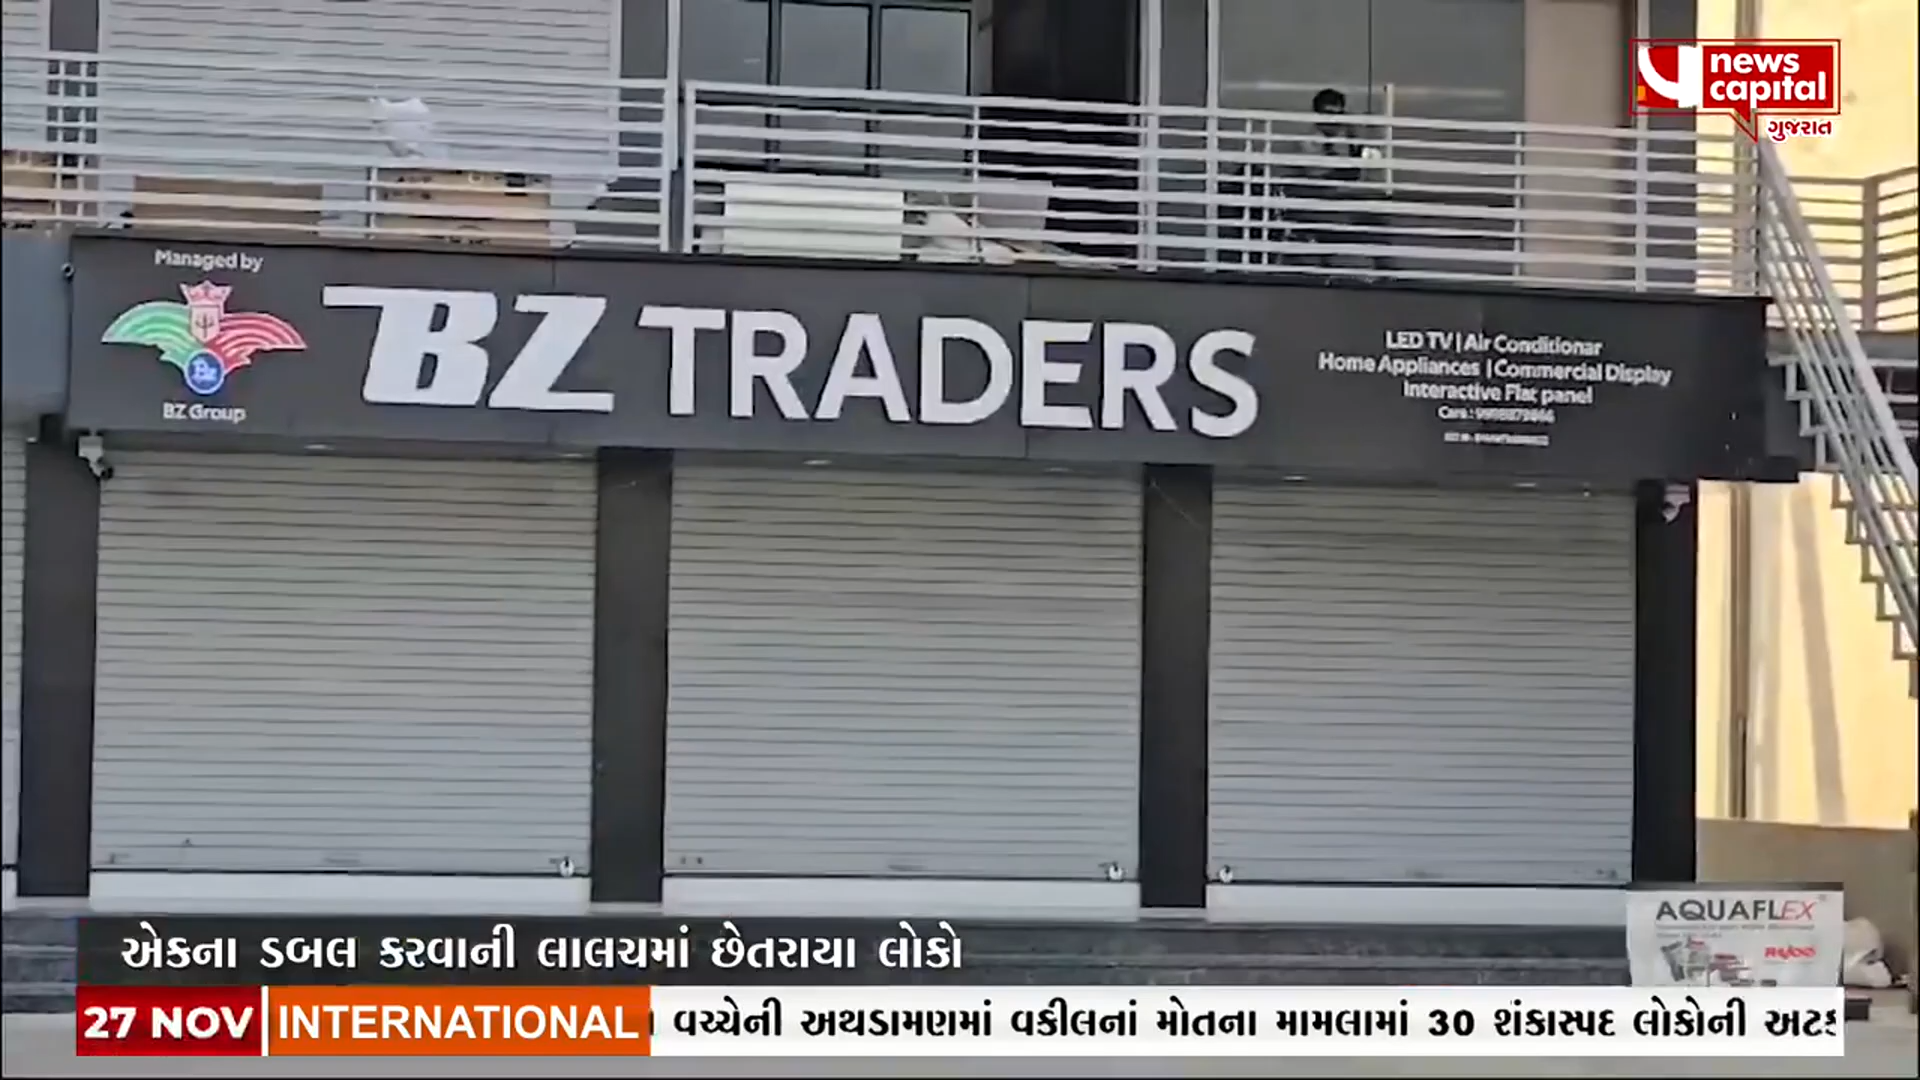 news
capital
ગુજરાત
Managed by
BZ
BZ Group
BZ TRADERS
LED TV | Air Conditionar
Home Appliances | Commercial Display
Interactive Flat panel
AQUAFLEX
એકના ડબલ કરવાની લાલચમાં છેતરાયા લોકો
27 NOV
INTERNATIONAL
વચ્ચેની અથડામણમાં વકીલનાં મોતના મામલામાં 30 શંકાસ્પદ લોકોની